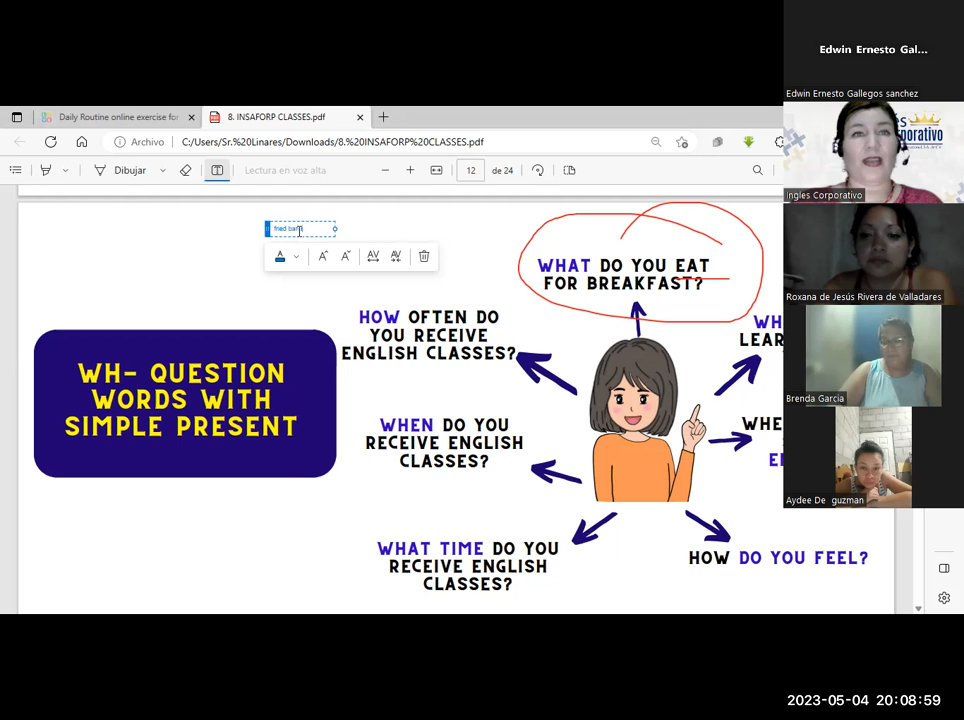 Edwin Ernesto Gal...
Edwin Ernesto Gallegos sanchez
Daily Routine online exercise for
8. INSAFORP CLASSES.pdf
Archivo
C:/Users/Sr.%20Linares/Downloads/8.%20INSAFORP%20CLASSES.pdf
Dibujar
Lectura en voz alta
12
de 24
orporativo
Ingles Corporativo
WHAT DO YOU EAT
FOR BREAKFAST?
HOW OFTEN DO
YOU RECEIVE
ENGLISH CLASSES?
WH
LEAR
WH- QUESTION
WORDS WITH
SIMPLE PRESENT
WHEN DO YOU
RECEIVE ENGLISH
CLASSES?
WHE
E
WHAT TIME DO YOU
RECEIVE ENGLISH
CLASSES?
HOW DO YOU FEEL?
Roxana de Jesús Rivera de Valladares
Brenda Garcia
Aydee De guzman
2023-05-04 20:08:59